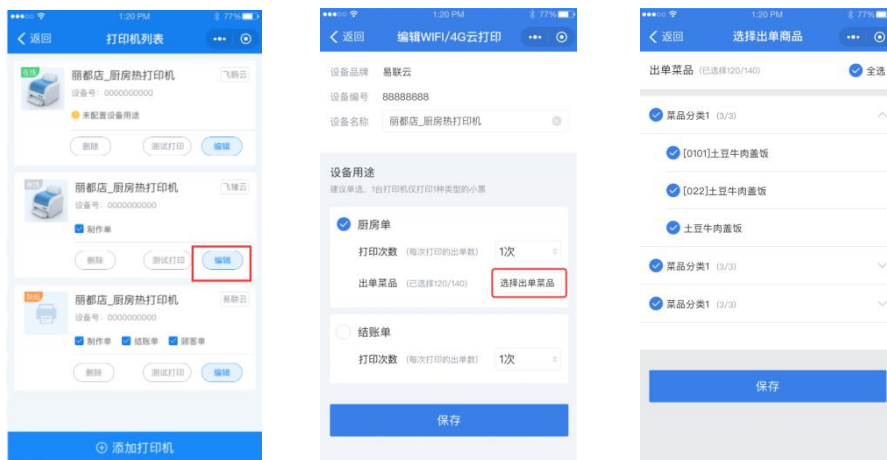 1:20 PM
77%
返回
打印机列表
在线
丽都店_厨房热打印机
飞鹅云
设备号：0000000000
未配置设备用途
删除
测试打印
编辑
丽都店_厨房热打印机
设备号：0000000000
制作单
删除
测试打印
编辑
缺纸
丽都店_厨房热打印机
易联云
设备号：0000000000
制作单
结账单
顾客单
删除
测试打印
编辑
添加打印机
1:20 PM
77%
返回
编辑WIFI/4G云打印
设备品牌 易联云
设备编号 88888888
设备名称 丽都店_厨房热打印机
设备用途
建议单选，1台打印机仅打印1种类型的小票
厨房单
打印次数（每次打印的出单数） 1次
出单菜品（已选择120/140） 选择出单菜品
结账单
打印次数（每次打印的出单数） 1次
保存
1:20 PM
77%
返回
选择出单商品
出单菜品（已选择120/140） 全选
菜品分类1（3/3）
[0101]土豆牛肉盖饭
[022]土豆牛肉盖饭
土豆牛肉盖饭
菜品分类1（3/3）
菜品分类1（3/3）
保存